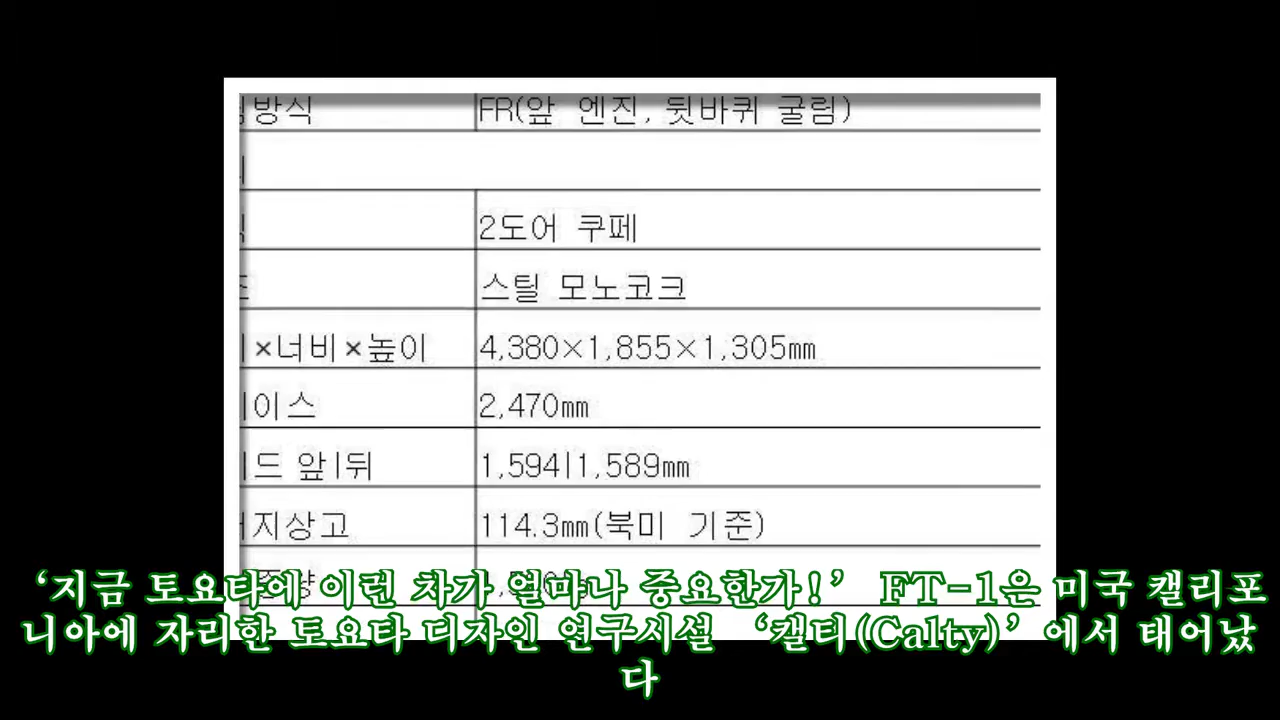 방식 FR(앞 엔진, 뒷바퀴 굴림)
2도어 쿠페
스틸 모노코크
×너비×높이 4,380×1,855×1,305㎜
이스 2,470㎜
드 앞|뒤 1,594|1,589㎜
지상고 114.3㎜(북미 기준)
‘지금 토요타에 이런 차가 얼마나 중요한가!’ FT-1은 미국 캘리포
니아에 자리한 토요타 디자인 연구시설 ‘캘티(Calty)’에서 태어났
다